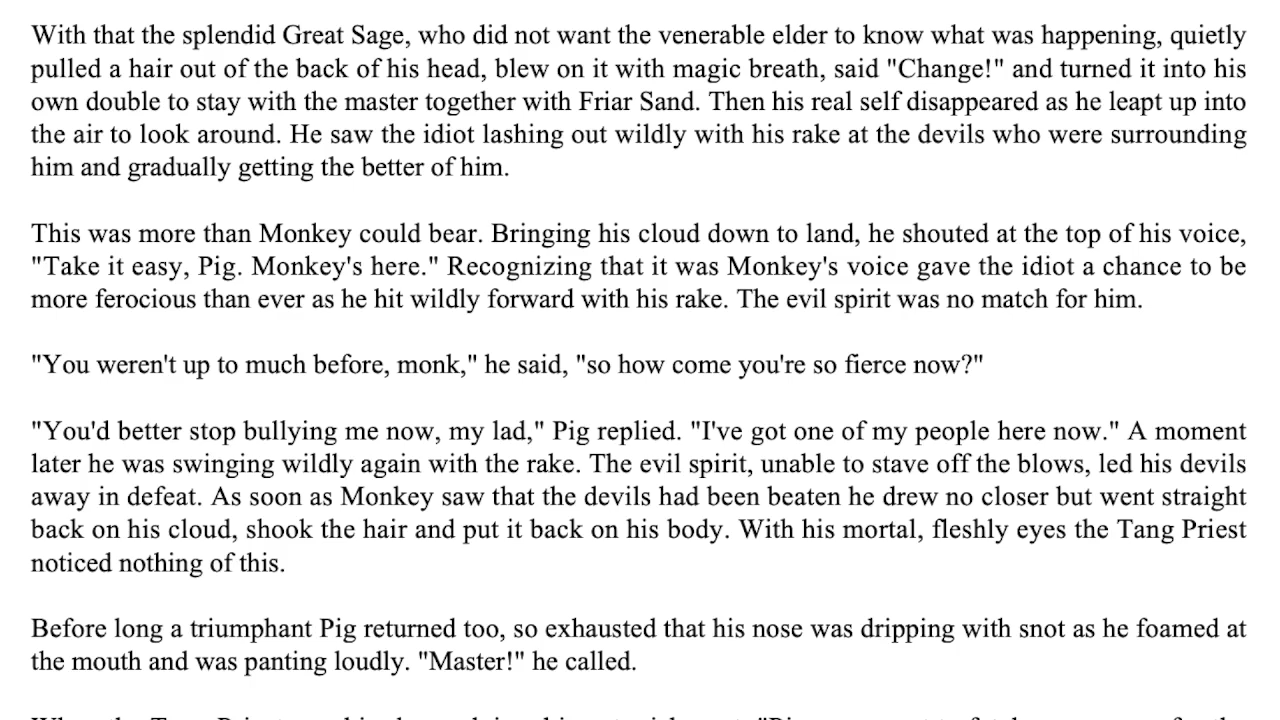 With that the splendid Great Sage, who did not want the venerable elder to know what was happening, quietly
pulled a hair out of the back of his head, blew on it with magic breath, said "Change!" and turned it into his
own double to stay with the master together with Friar Sand. Then his real self disappeared as he leapt up into
the air to look around. He saw the idiot lashing out wildly with his rake at the devils who were surrounding
him and gradually getting the better of him.
This was more than Monkey could bear. Bringing his cloud down to land, he shouted at the top of his voice,
"Take it easy, Pig. Monkey's here." Recognizing that it was Monkey's voice gave the idiot a chance to be
more ferocious than ever as he hit wildly forward with his rake. The evil spirit was no match for him.
"You weren't up to much before, monk," he said, "so how come you're so fierce now?"
"You'd better stop bullying me now, my lad," Pig replied. "I've got one of my people here now." A moment
later he was swinging wildly again with the rake. The evil spirit, unable to stave off the blows, led his devils
away in defeat. As soon as Monkey saw that the devils had been beaten he drew no closer but went straight
back on his cloud, shook the hair and put it back on his body. With his mortal, fleshly eyes the Tang Priest
noticed nothing of this.
Before long a triumphant Pig returned too, so exhausted that his nose was dripping with snot as he foamed at
the mouth and was panting loudly. "Master!" he called.